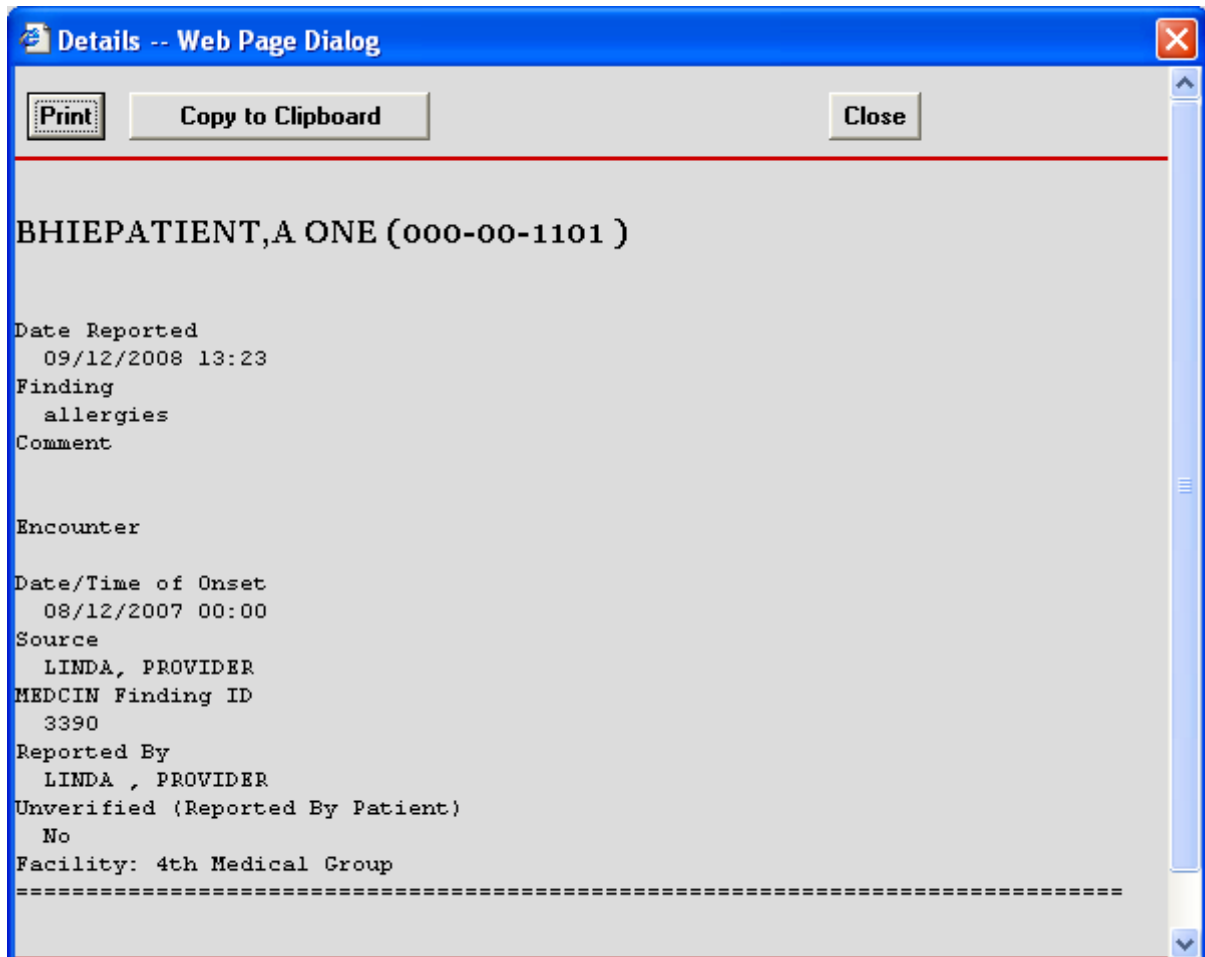 Details -- Web Page Dialog
Print Copy to Clipboard Close
BHIEPATIENT,A ONE (000-00-1101 )
Date Reported
09/12/2008 13:23
Finding
allergies
Comment
Encounter
Date/Time of Onset
08/12/2007 00:00
Source
LINDA, PROVIDER
MEDCIN Finding ID
3390
Reported By
LINDA , PROVIDER
Unverified (Reported By Patient)
No
Facility: 4th Medical Group
===============================================================================